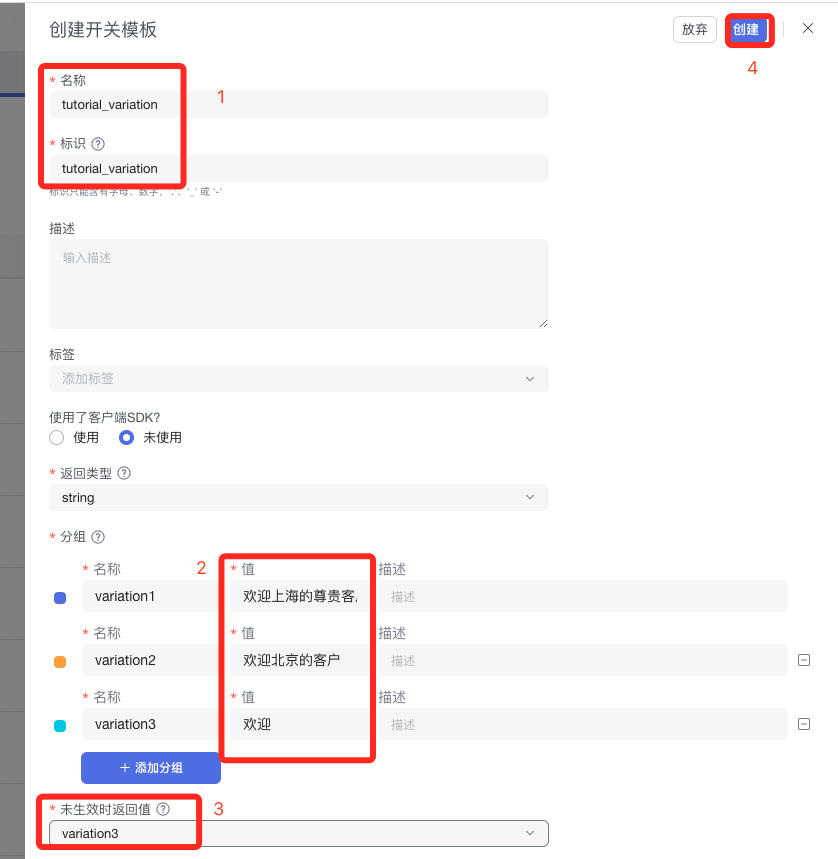 创建开关模板
放弃
创建
4
* 名称
1
tutorial_variation
* 标识
tutorial_variation
标识只能含有字母、数字、'.'、'_' 或 '-'
描述
输入描述
标签
添加标签
使用了客户端SDK?
使用 未使用
* 返回类型
string
* 分组
2
* 名称 * 值 描述
variation1 欢迎上海的尊贵客 描述
* 名称 * 值 描述
variation2 欢迎北京的客户 描述
* 名称 * 值 描述
variation3 欢迎 描述
+ 添加分组
* 未生效时返回值 3
variation3